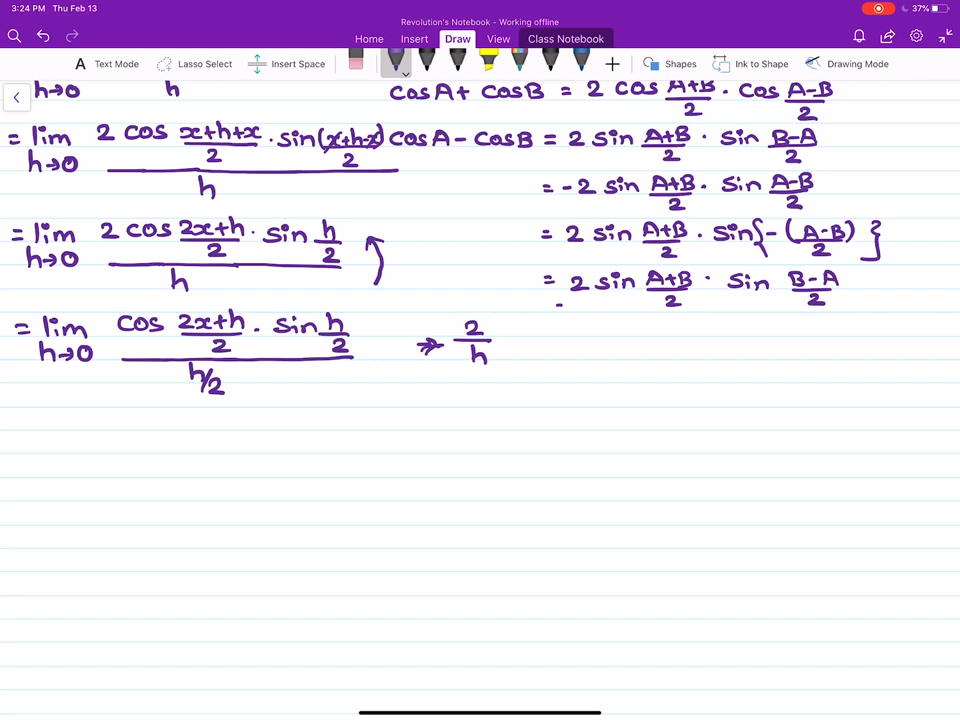 3:24 PM Thu Feb 13
37%
Revolution's Notebook - Working offline
Home Insert Draw View Class Notebook
A Text Mode Lasso Select Insert Space Shapes Ink to Shape Drawing Mode
h→0 h
cosA + cosB = 2 cos A+B/2 · cos A-B/2
= lim h→0 2 cos x+h+x/2 · sin(x+h-x)/2 / h
cosA - cosB = 2 sin A+B/2 · sin B-A/2
= -2 sin A+B/2 · sin A-B/2
= lim h→0 2 cos 2x+h/2 · sin h/2 / h
= 2 sin A+B/2 · sin{-(A-B)/2}
= 2 sin A+B/2 · sin B-A/2
= lim h→0 cos 2x+h/2 · sin h/2 / h/2
→ 2/h